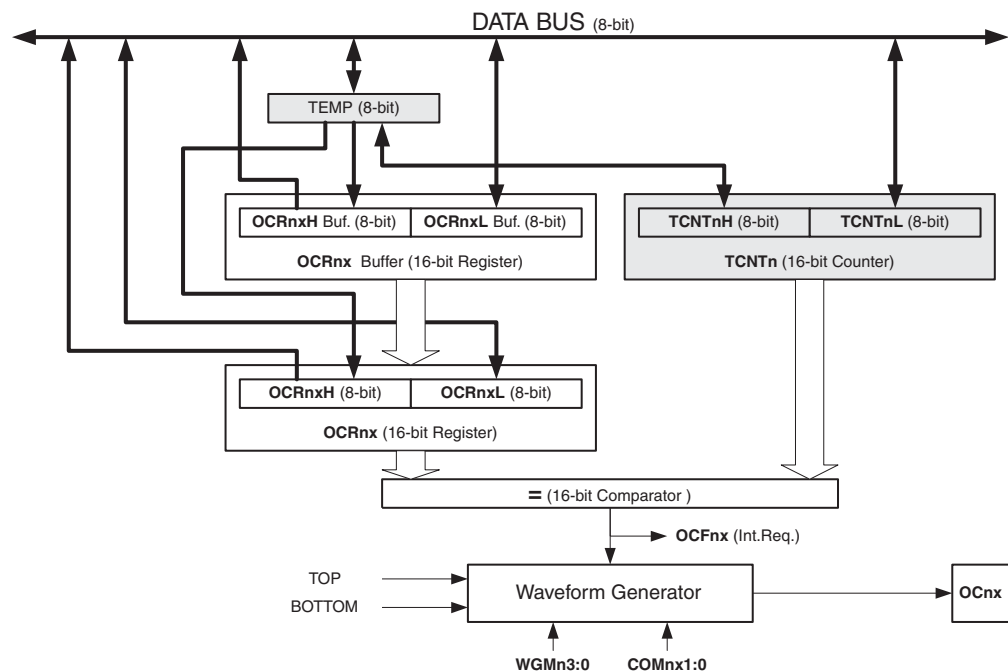 DATA BUS (8-bit)
TEMP (8-bit)
OCRnxH Buf. (8-bit)
OCRnxL Buf. (8-bit)
TCNTnH (8-bit)
TCNTnL (8-bit)
OCRnx Buffer (16-bit Register)
TCNTn (16-bit Counter)
OCRnxH (8-bit)
OCRnxL (8-bit)
OCRnx (16-bit Register)
= (16-bit Comparator )
OCFnx (Int.Req.)
TOP
BOTTOM
Waveform Generator
OCnx
WGMn3:0
COMnx1:0